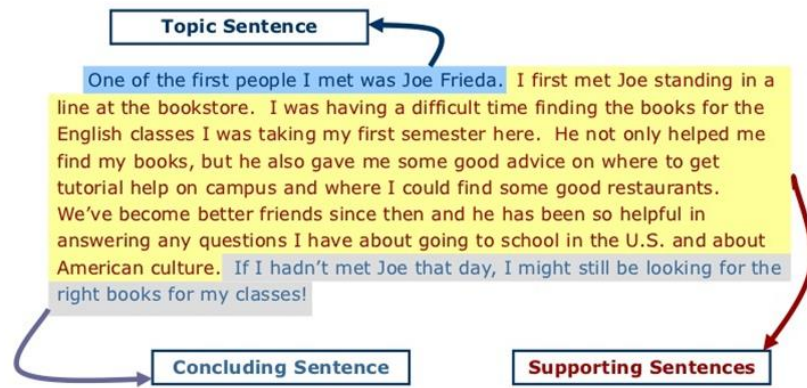 Topic Sentence
One of the first people I met was Joe Frieda. I first met Joe standing in a
line at the bookstore. I was having a difficult time finding the books for the
English classes I was taking my first semester here. He not only helped me
find my books, but he also gave me some good advice on where to get
tutorial help on campus and where I could find some good restaurants.
We've become better friends since then and he has been so helpful in
answering any questions I have about going to school in the U.S. and about
American culture. If I hadn't met Joe that day, I might still be looking for the
right books for my classes!
Concluding Sentence
Supporting Sentences